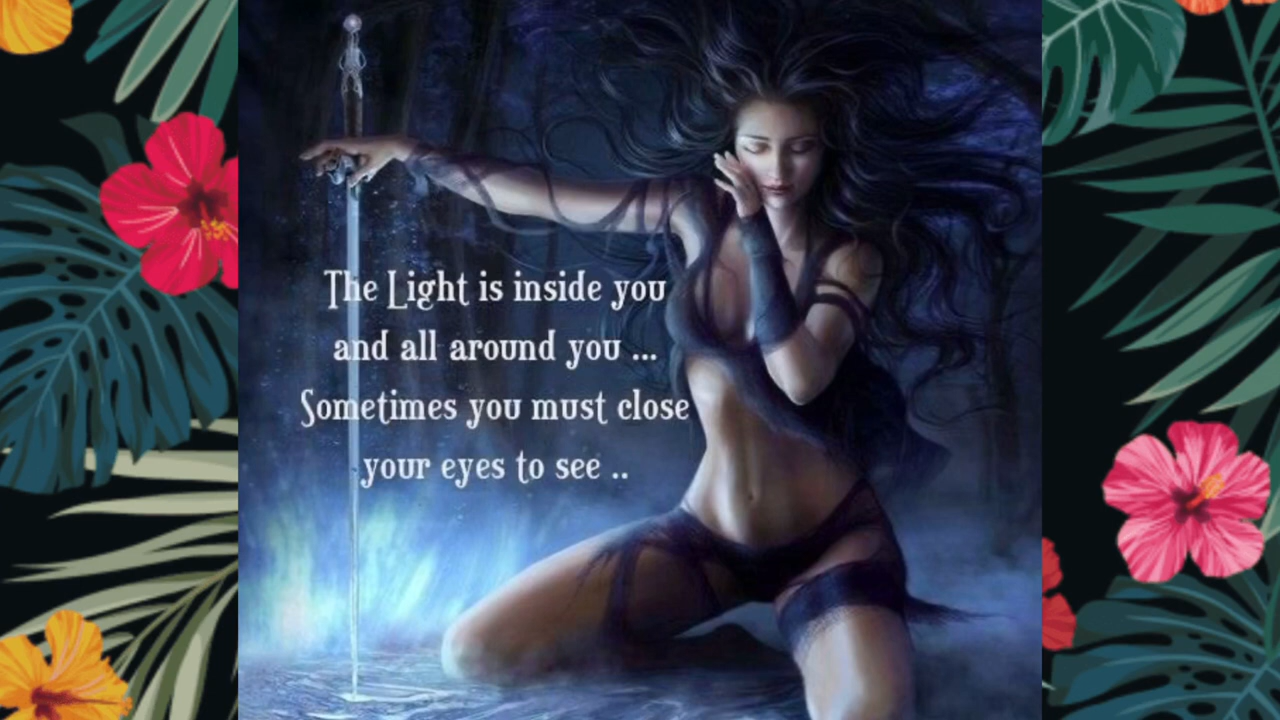 The Light is inside you
and all around you ...
Sometimes you must close
your eyes to see ..